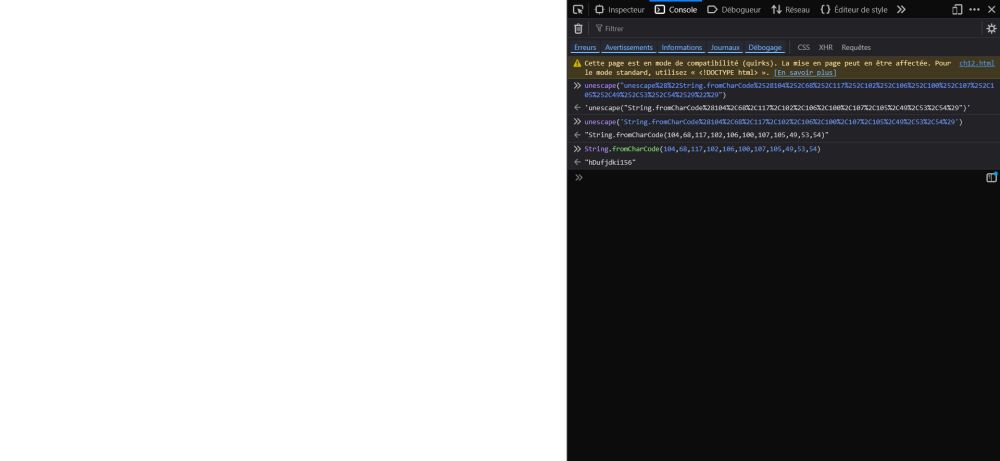 Inspecteur Console Débogueur Réseau Éditeur de style
Filtrer
Erreurs Avertissements Informations Journaux Débogage CSS XHR Requêtes
Cette page est en mode de compatibilité (quirks). La mise en page peut en être affectée. Pour ch12.html
le mode standard, utilisez « <!DOCTYPE html> ». [En savoir plus]
unescape("unescape%28%22String.fromCharCode%2528104%252C68%252C117%252C102%252C106%252C100%252C107%252C1
05%252C49%252C53%252C54%2529%22%29")
'unescape("String.fromCharCode%28104%2C68%2C117%2C102%2C106%2C100%2C107%2C105%2C49%2C53%2C54%29")'
unescape('String.fromCharCode%28104%2C68%2C117%2C102%2C106%2C100%2C107%2C105%2C49%2C53%2C54%29')
"String.fromCharCode(104,68,117,102,106,100,107,105,49,53,54)"
String.fromCharCode(104,68,117,102,106,100,107,105,49,53,54)
"hDufjdki156"